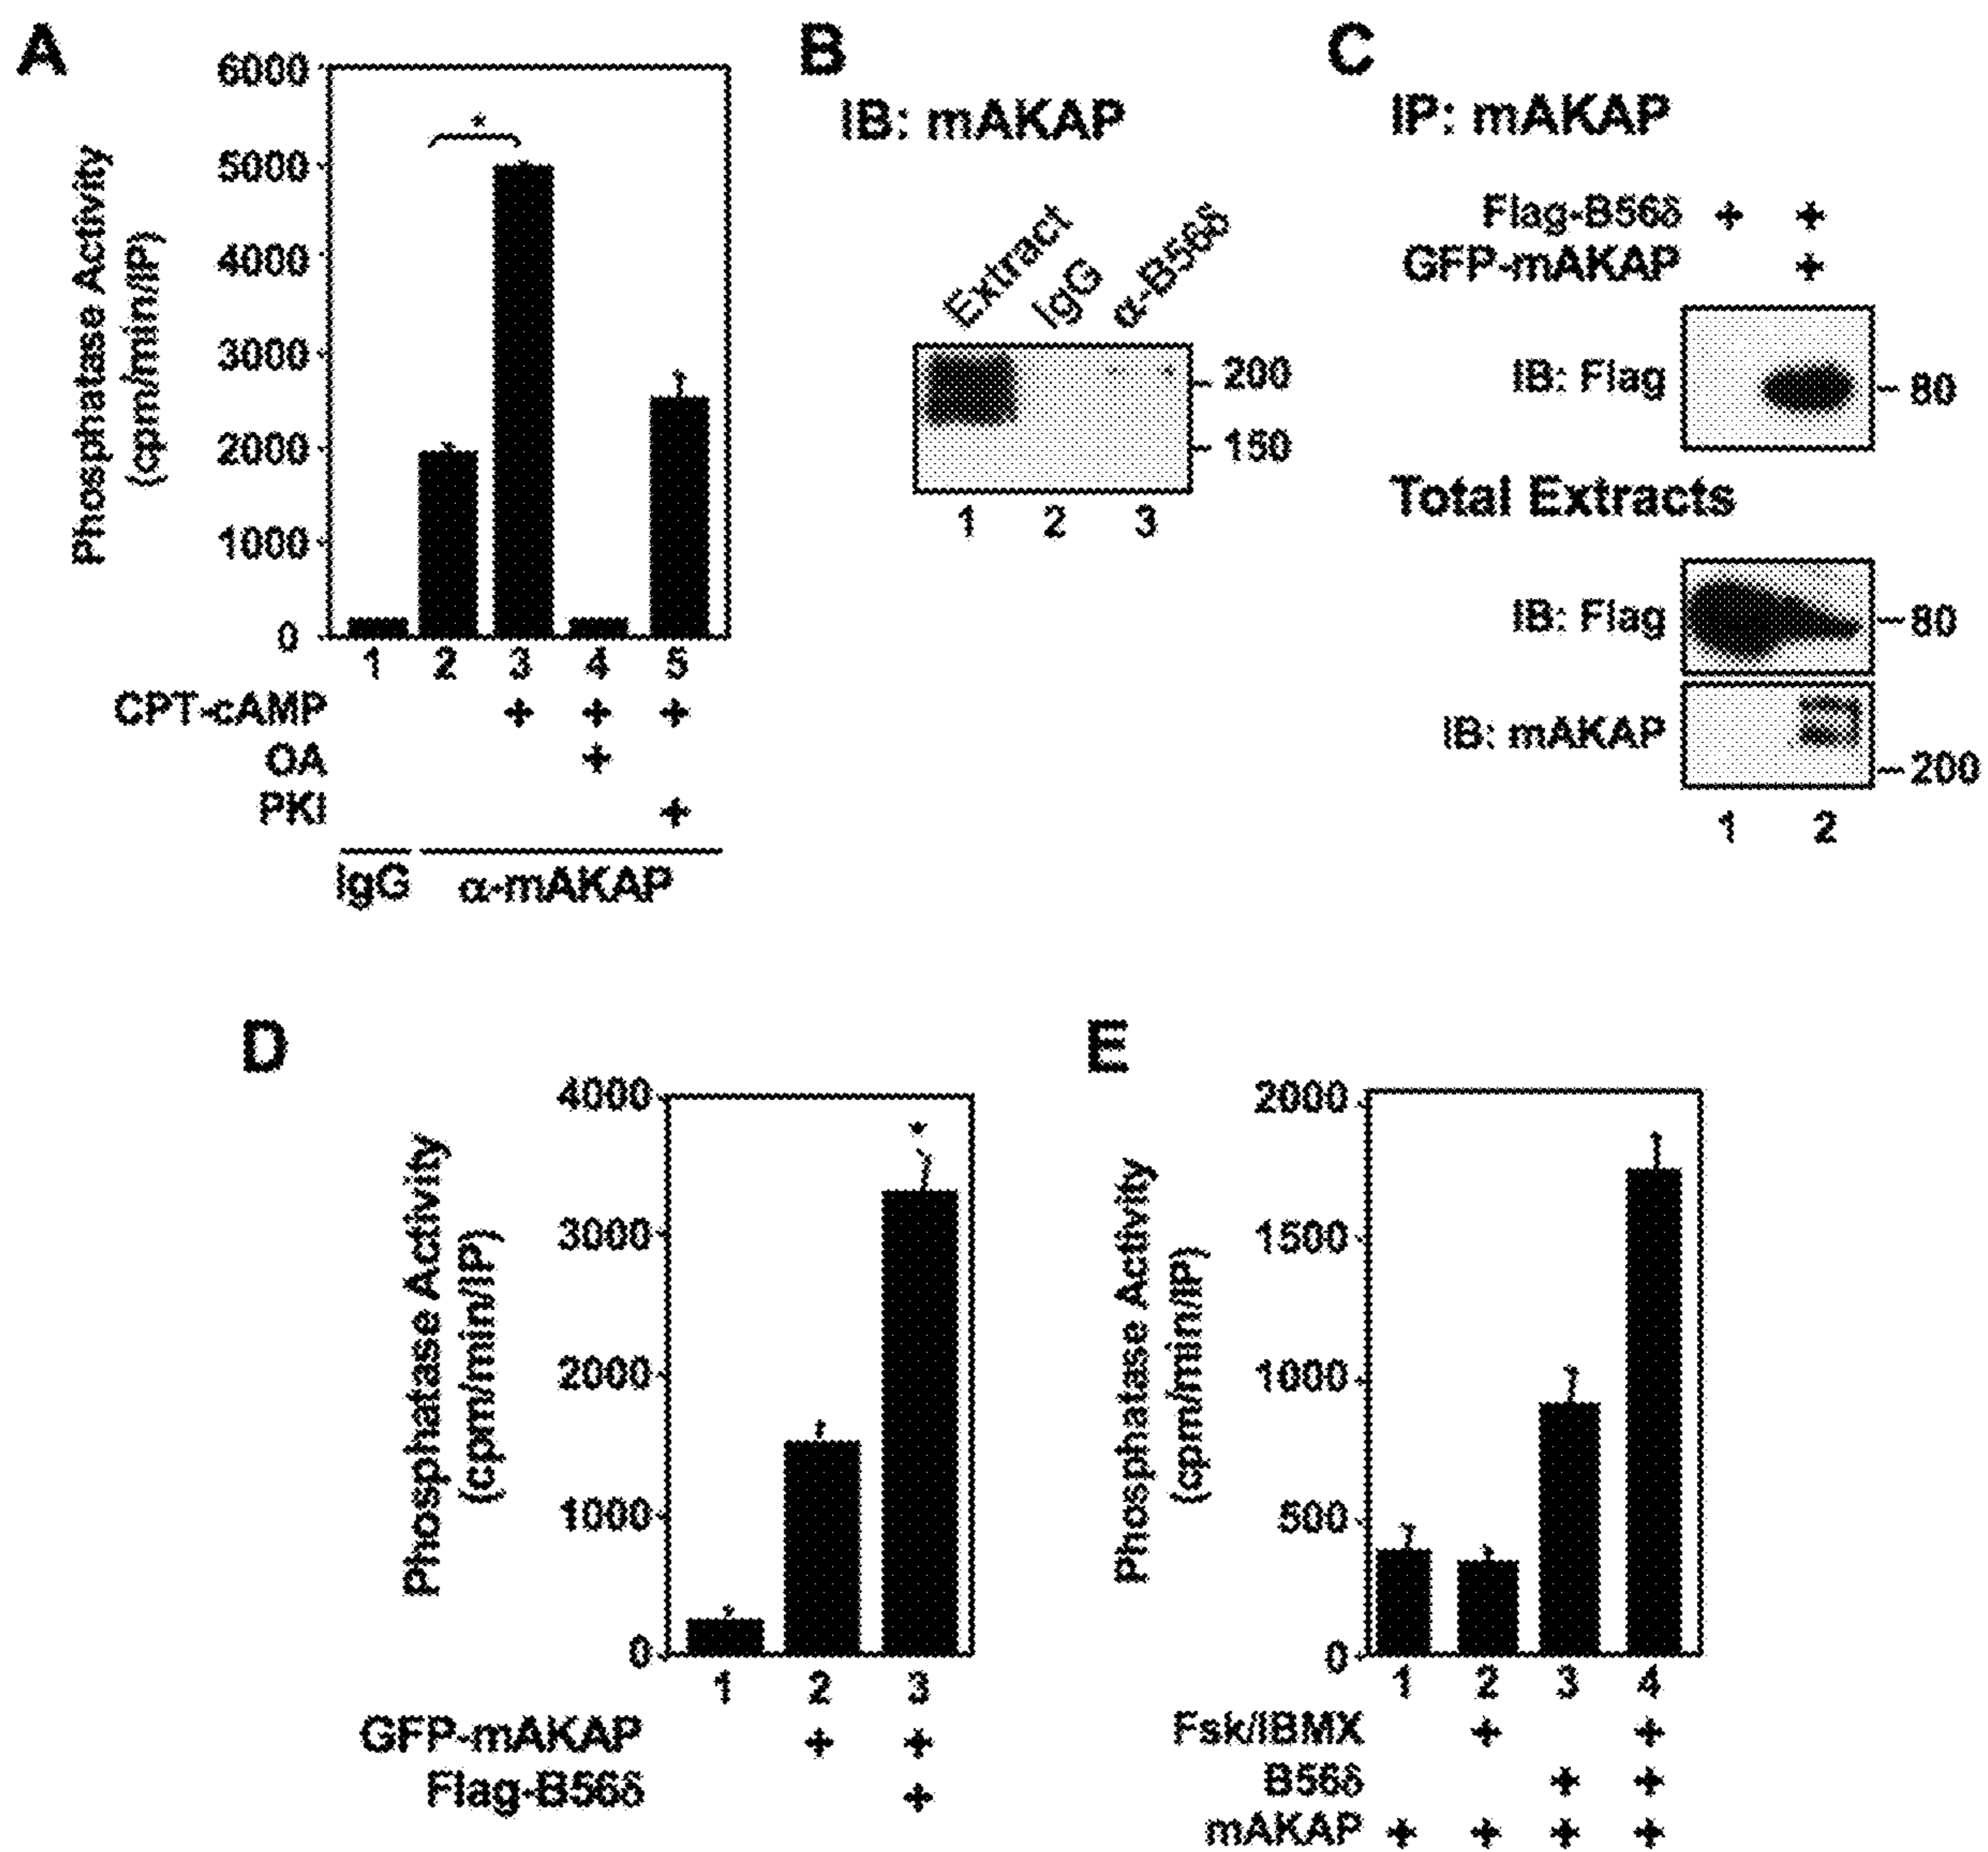 A
6000
5000
4000
3000
2000
1000
0
Phosphatase Activity
(cpm/min/IP)
*
1 2 3 4 5
CPT-cAMP + + +
OA +
PKI +
IgG α-mAKAP
B
IB: mAKAP
Extract IgG α-B56δ
200
150
1 2 3
C
IP: mAKAP
Flag-B56δ + +
GFP-mAKAP +
IB: Flag 80
Total Extracts
IB: Flag 80
IB: mAKAP
200
1 2
D
4000
3000
2000
1000
0
Phosphatase Activity
(cpm/min/IP)
*
1 2 3
GFP-mAKAP + +
Flag-B56δ +
E
2000
1500
1000
500
0
Phosphatase Activity
(cpm/min/IP)
1 2 3 4
Fsk/IBMX + +
B56δ + +
mAKAP + + + +